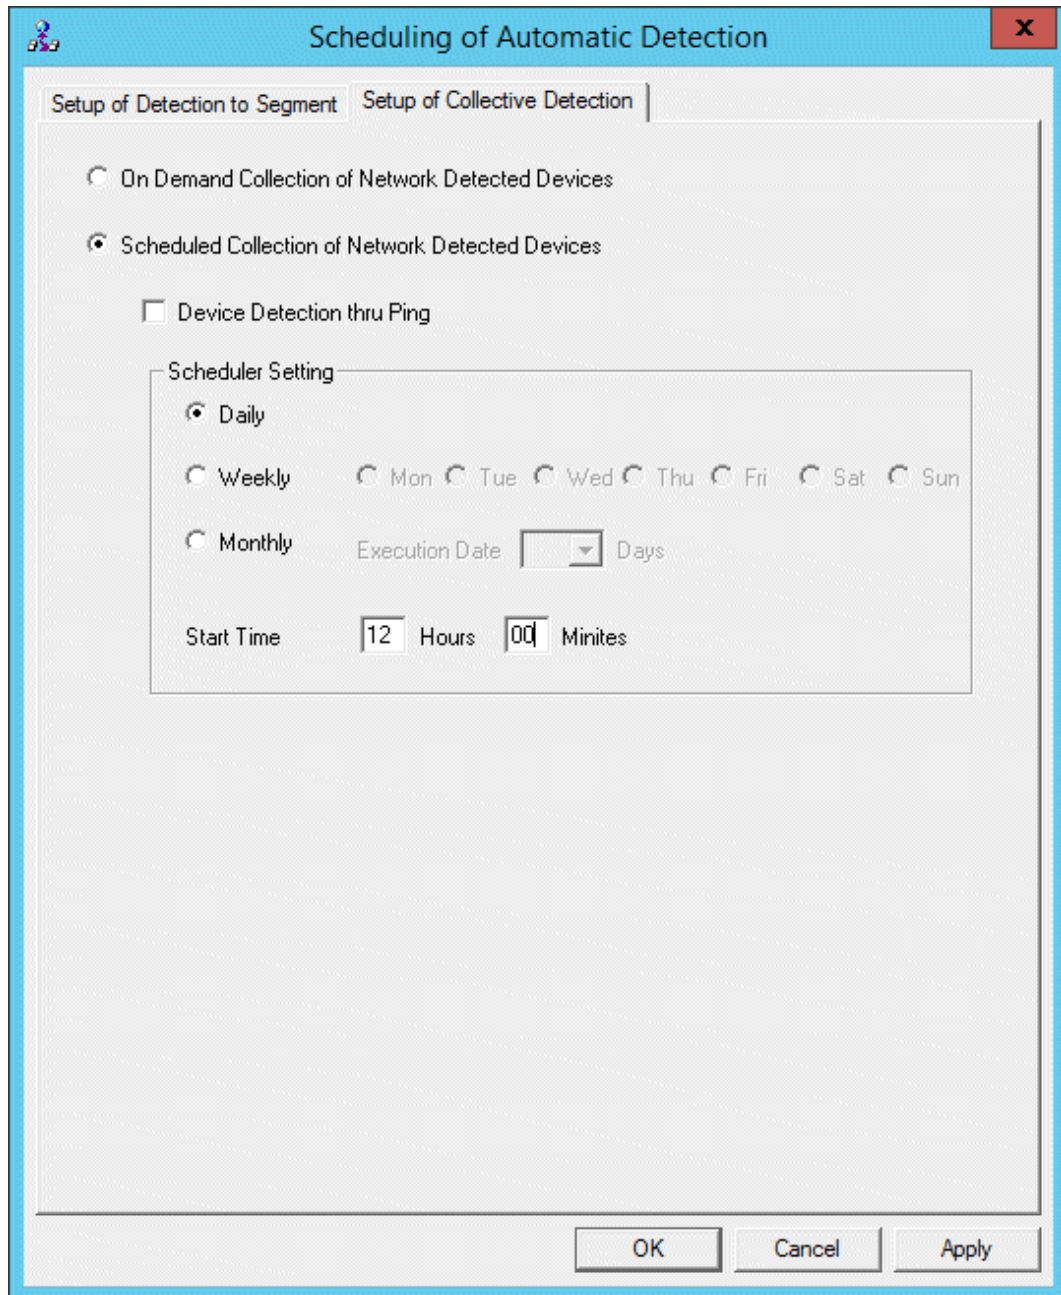 Scheduling of Automatic Detection
x
Setup of Detection to Segment Setup of Collective Detection
On Demand Collection of Network Detected Devices
Scheduled Collection of Network Detected Devices
Device Detection thru Ping
Scheduler Setting
Daily
Weekly Mon Tue Wed Thu Fri Sat Sun
Monthly Execution Date Days
Start Time 12 Hours 00 Minites
OK Cancel Apply